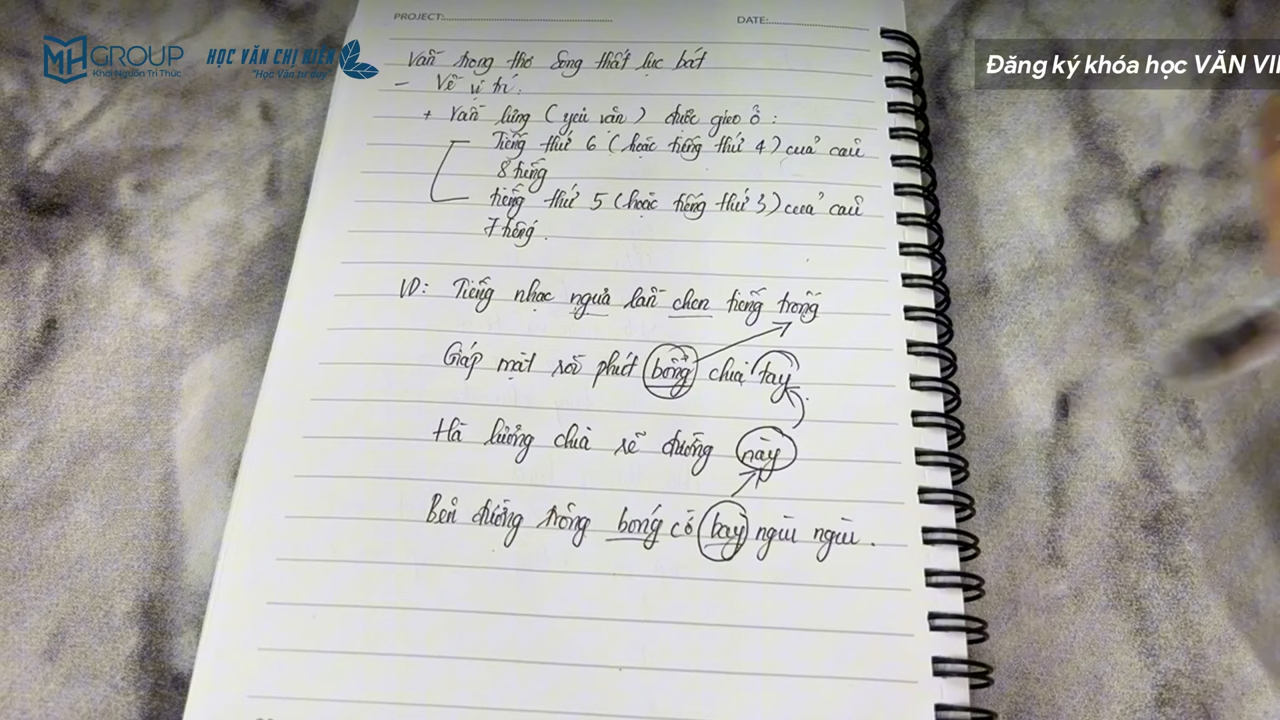 PROJECT:
DATE:
MH GROUP
Khơi Nguồn Tri Thức
HỌC VĂN CHỊ HIÊN
"Học Văn tư duy"
Đăng ký khóa học VĂN VII
Vần trong thơ song thất lục bát
- Về vị trí:
+ Vần lưng (yêu vận) được gieo ở:
Tiếng thứ 6 (hoặc tiếng thứ 4) của câu
8 tiếng
tiếng thứ 5 (hoặc tiếng thứ 3) của câu
7 tiếng.
VD: Tiếng nhạc ngựa lần chen tiếng trống
Giáp mặt rồi phút bỗng chia tay.
Hà lương chia rẽ đường này
Bên đường trông bóng cờ bay ngùi ngùi.